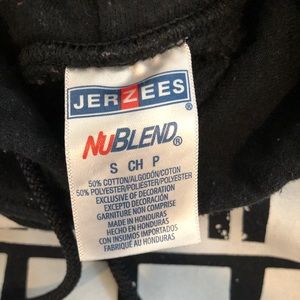 JERZEES®
NUBLEND®
S CH P
50% COTTON/ALGODÓN/COTON
50% POLYESTER/POLIÉSTER/POLYESTER
EXCLUSIVE OF DECORATION
EXCEPTO DECORACIÓN
GARNITURE NON COMPRISE
MADE IN HONDURAS
HECHO EN HONDURAS
CON INSUMOS IMPORTADOS
FABRIQUÉ AU HONDURAS